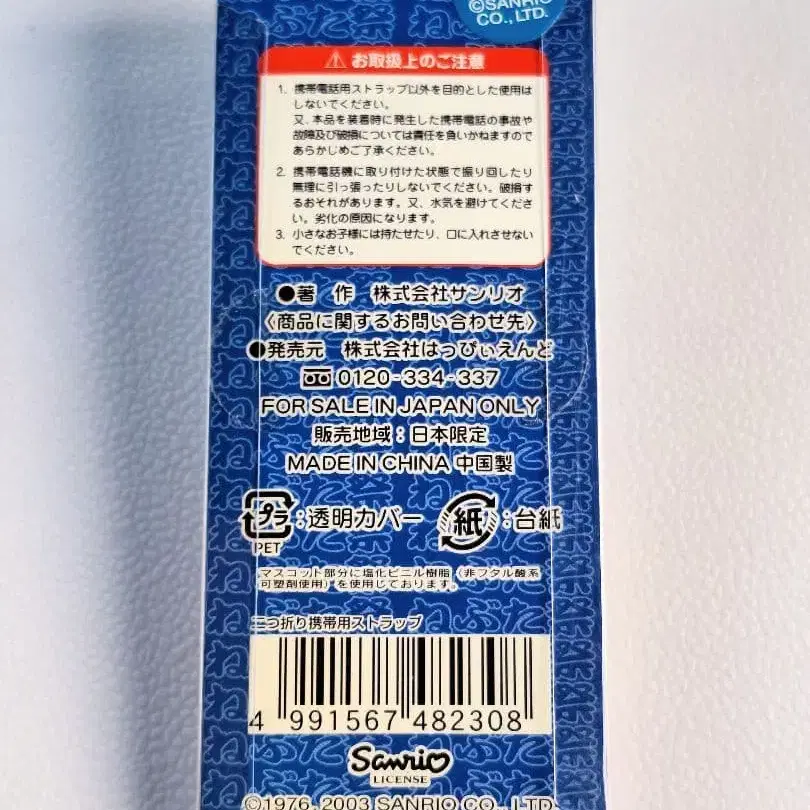 ©SANRIO
CO., LTD.
⚠ お取扱上のご注意
1. 携帯電話用ストラップ以外を目的とした使用は
しないでください。
又、本品を装着時に発生した携帯電話の事故や
故障及び破損については責任を負いかねますので
あらかじめご了承ください。
2. 携帯電話機に取り付けた状態で振り回したり
無理に引っ張ったりしないでください。破損す
るおそれがあります。又、水気を避けてくださ
い。劣化の原因になります。
3. 小さなお子様には持たせたり、口に入れさせない
でください。
●著 作 株式会社サンリオ
〈商品に関するお問い合わせ先〉
●発売元 株式会社はっぴぃえんど
0120-334-337
FOR SALE IN JAPAN ONLY
販売地域：日本限定
MADE IN CHINA 中国製
プラ：透明カバー 紙：台紙
PET
マスコット部分に塩化ビニル樹脂（非フタル酸系
可塑剤使用）を使用しております。
二つ折り携帯用ストラップ
4 991567 482308
Sanrio
LICENSE
©1976, 2003 SANRIO CO., LTD.